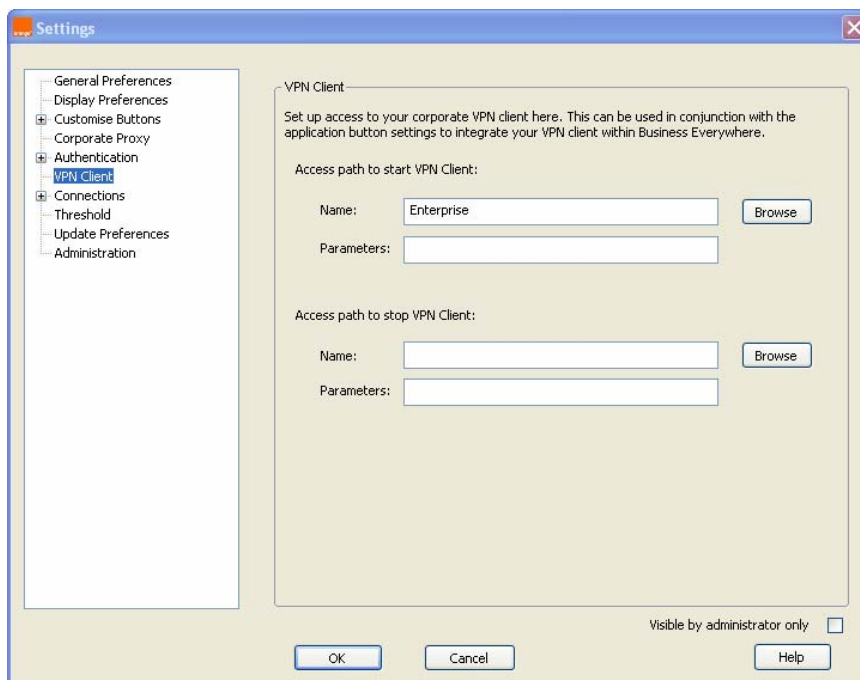 Settings
General Preferences
Display Preferences
Customise Buttons
Corporate Proxy
Authentication
VPN Client
Connections
Threshold
Update Preferences
Administration
VPN Client
Set up access to your corporate VPN client here. This can be used in conjunction with the
application button settings to integrate your VPN client within Business Everywhere.
Access path to start VPN Client:
Name: Enterprise Browse
Parameters:
Access path to stop VPN Client:
Name: Browse
Parameters:
Visible by administrator only
OK Cancel Help